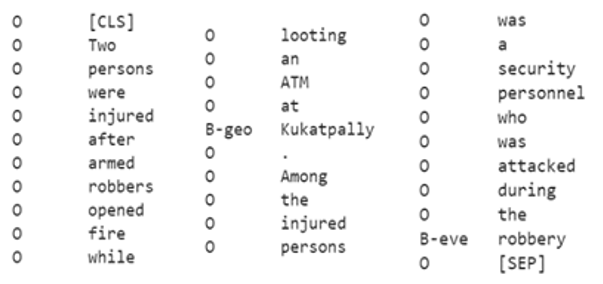 O [CLS]
O Two
O persons
O were
O injured
O after
O armed
O robbers
O opened
O fire
O while
O looting
O an
O ATM
O at
B-geo Kukatpally
O .
O Among
O the
O injured
O persons
O was
O a
O security
O personnel
O who
O was
O attacked
O during
O the
B-eve robbery
O [SEP]